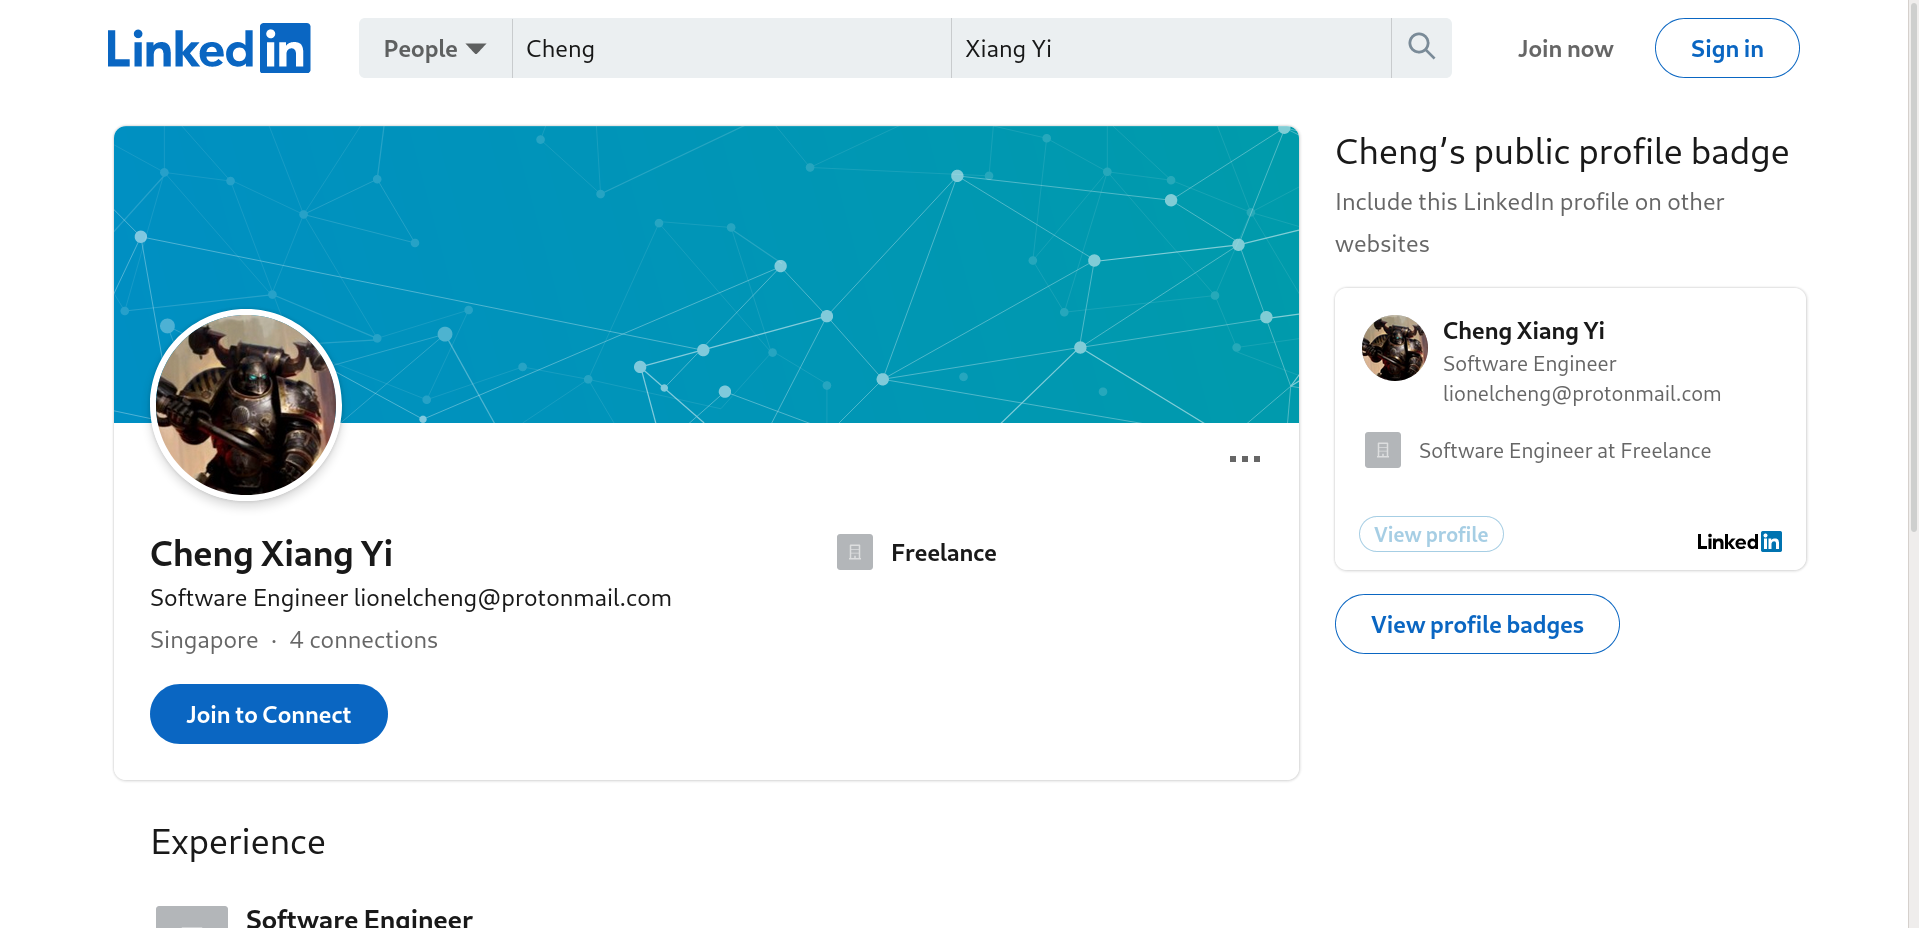 LinkedIn
People
Cheng
Xiang Yi
Join now
Sign in
Cheng Xiang Yi
Software Engineer lionelcheng@protonmail.com
Singapore · 4 connections
Join to Connect
Freelance
Experience
Software Engineer
Cheng’s public profile badge
Include this LinkedIn profile on other
websites
Cheng Xiang Yi
Software Engineer
lionelcheng@protonmail.com
Software Engineer at Freelance
View profile
LinkedIn
View profile badges